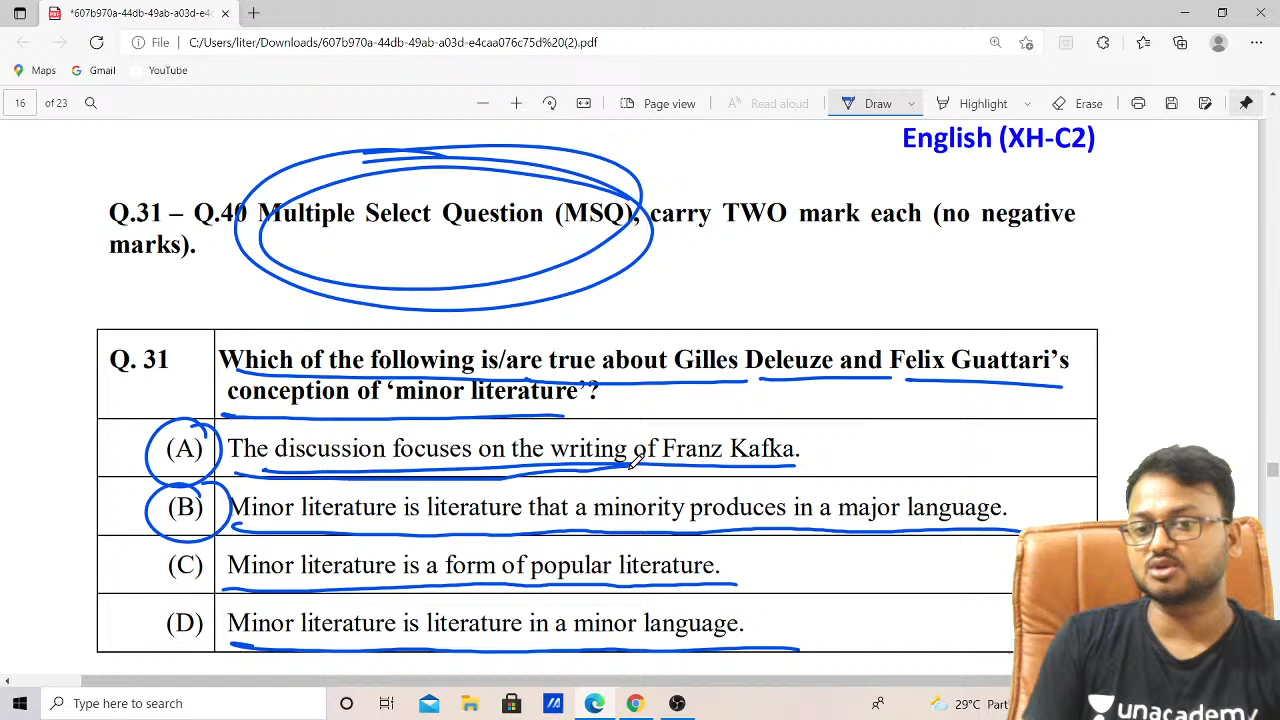 *607b970a-44db-49ab-a03d-e4c
File C:/Users/liter/Downloads/607b970a-44db-49ab-a03d-e4caa076c75d%20(2).pdf
Maps Gmail YouTube
16 of 23 Page view Read aloud Draw Highlight Erase
English (XH-C2)
Q.31 – Q.40 Multiple Select Question (MSQ), carry TWO mark each (no negative
marks).
Q. 31 Which of the following is/are true about Gilles Deleuze and Felix Guattari's
conception of ‘minor literature’?
(A) The discussion focuses on the writing of Franz Kafka.
(B) Minor literature is literature that a minority produces in a major language.
(C) Minor literature is a form of popular literature.
(D) Minor literature is literature in a minor language.
unacademy
Type here to search 29°C Part